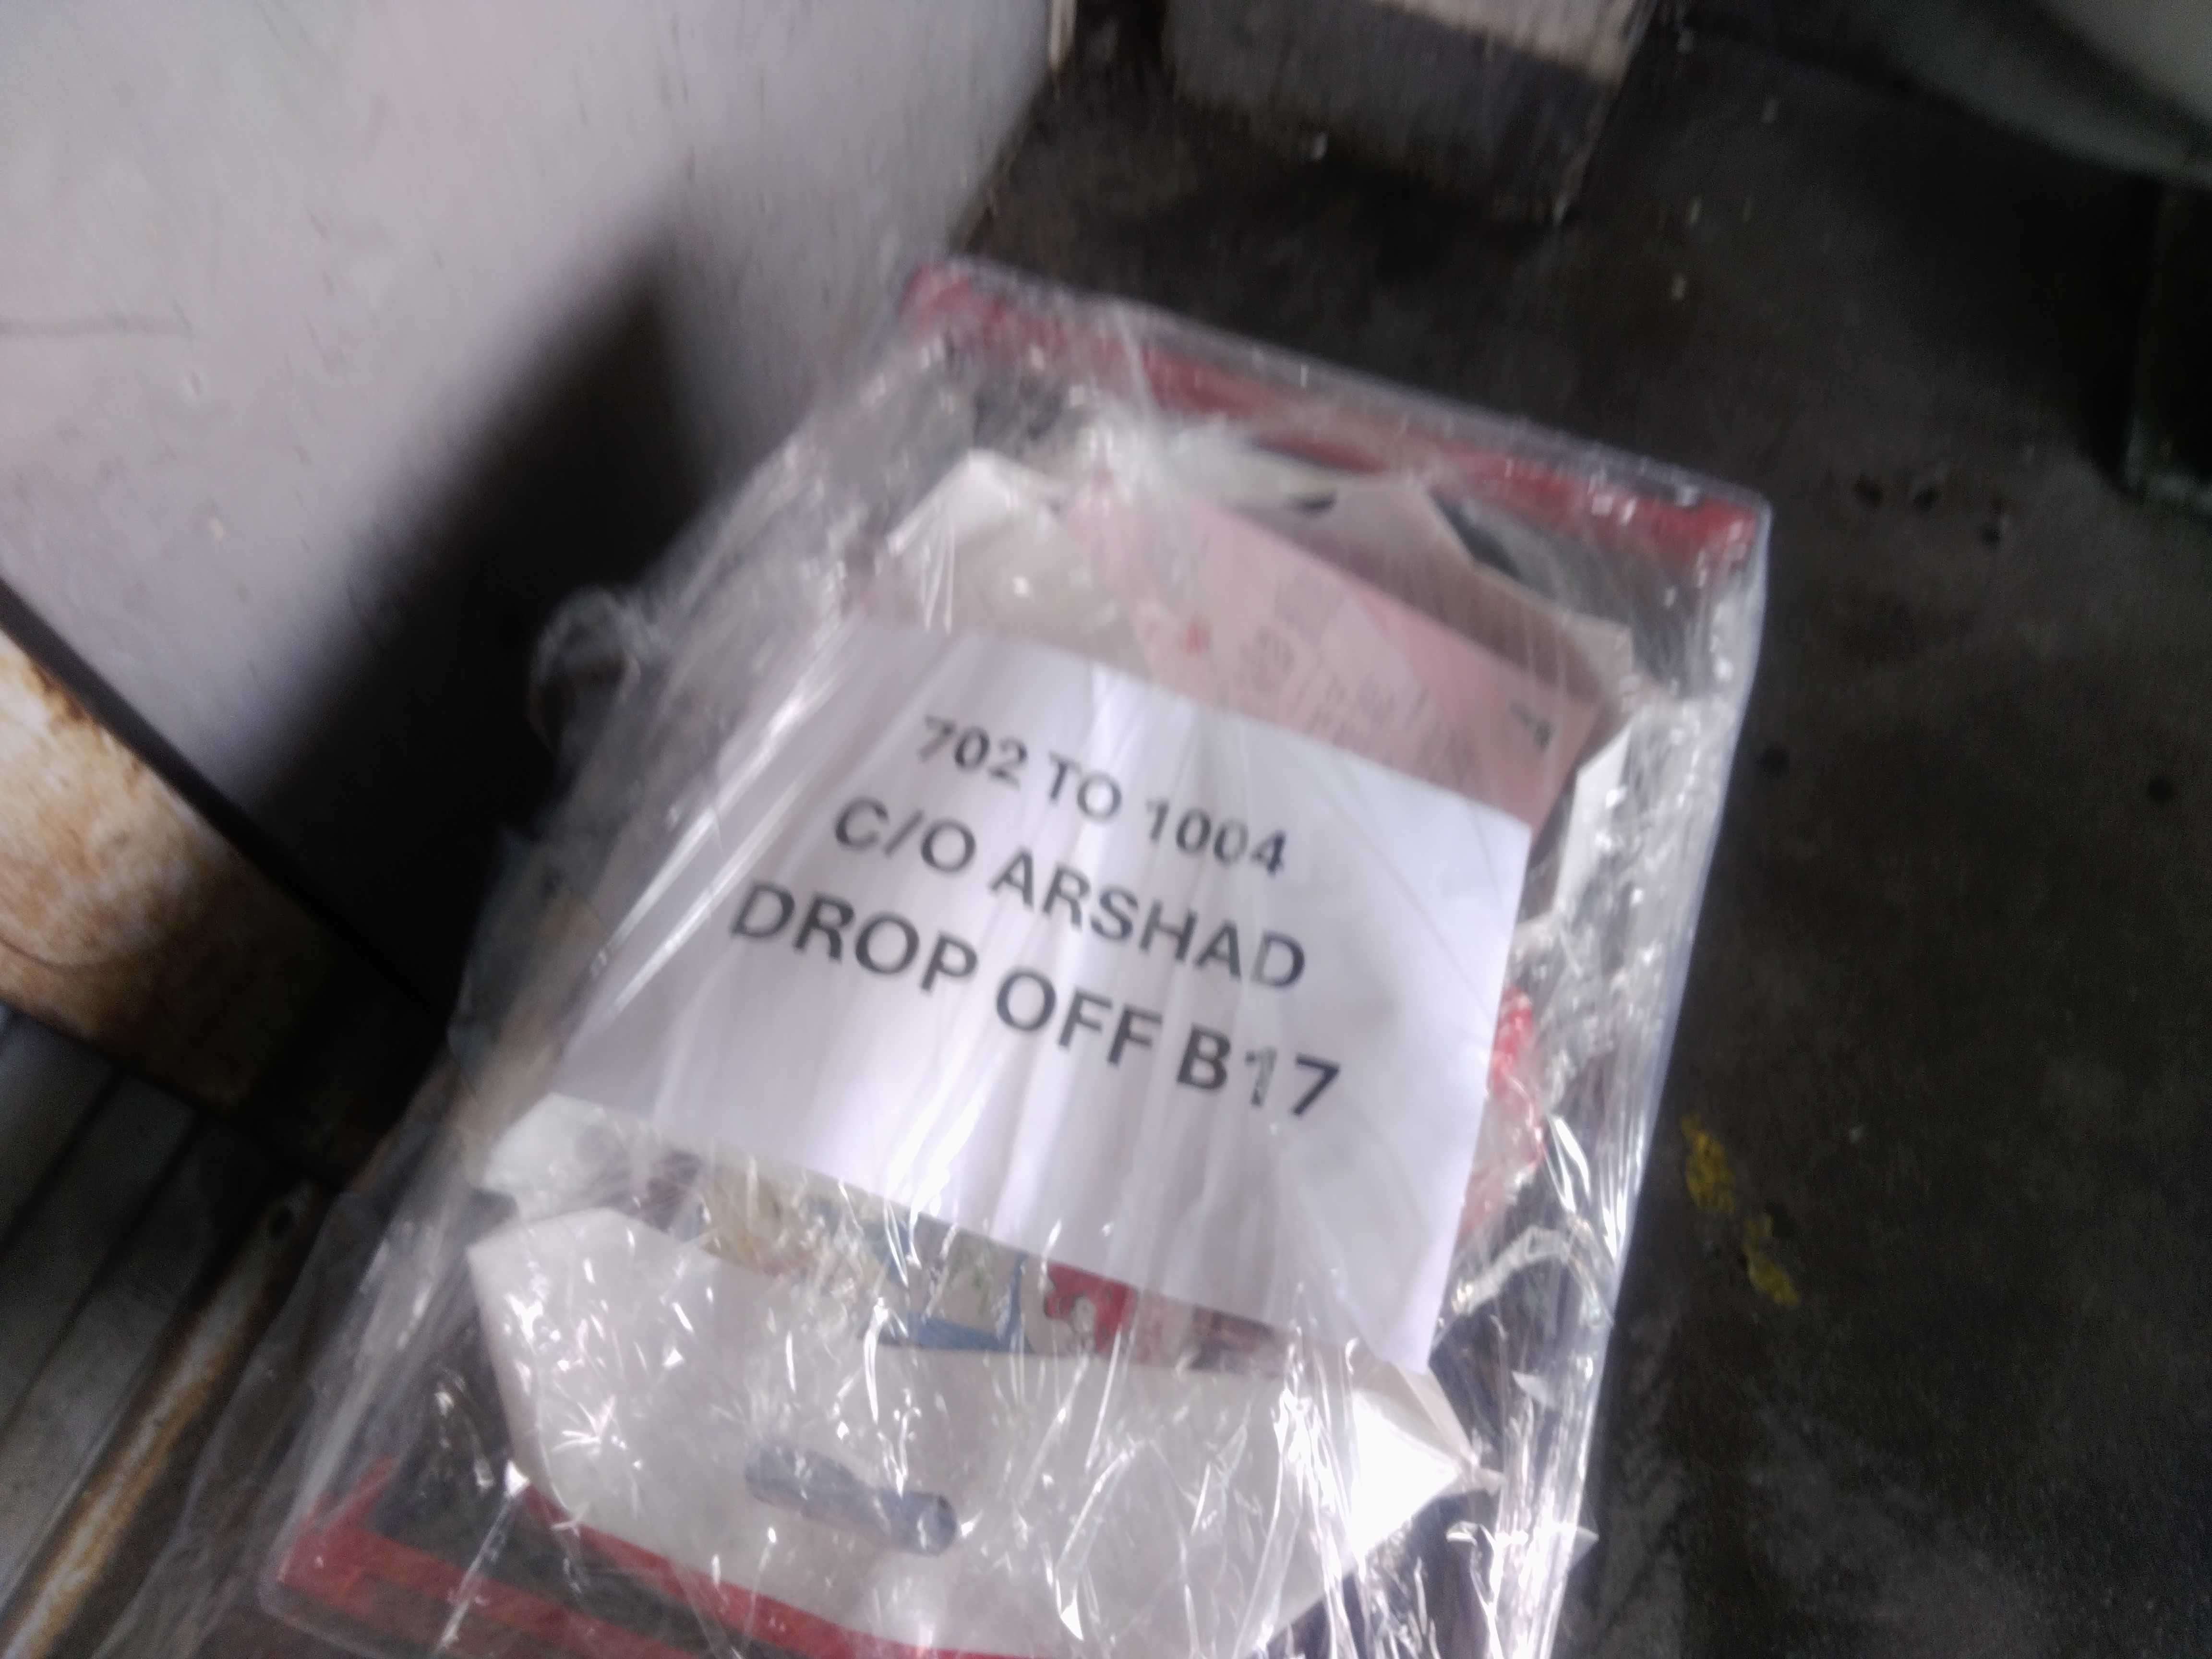 702 TO 1004
C/O ARSHAD
DROP OFF B17